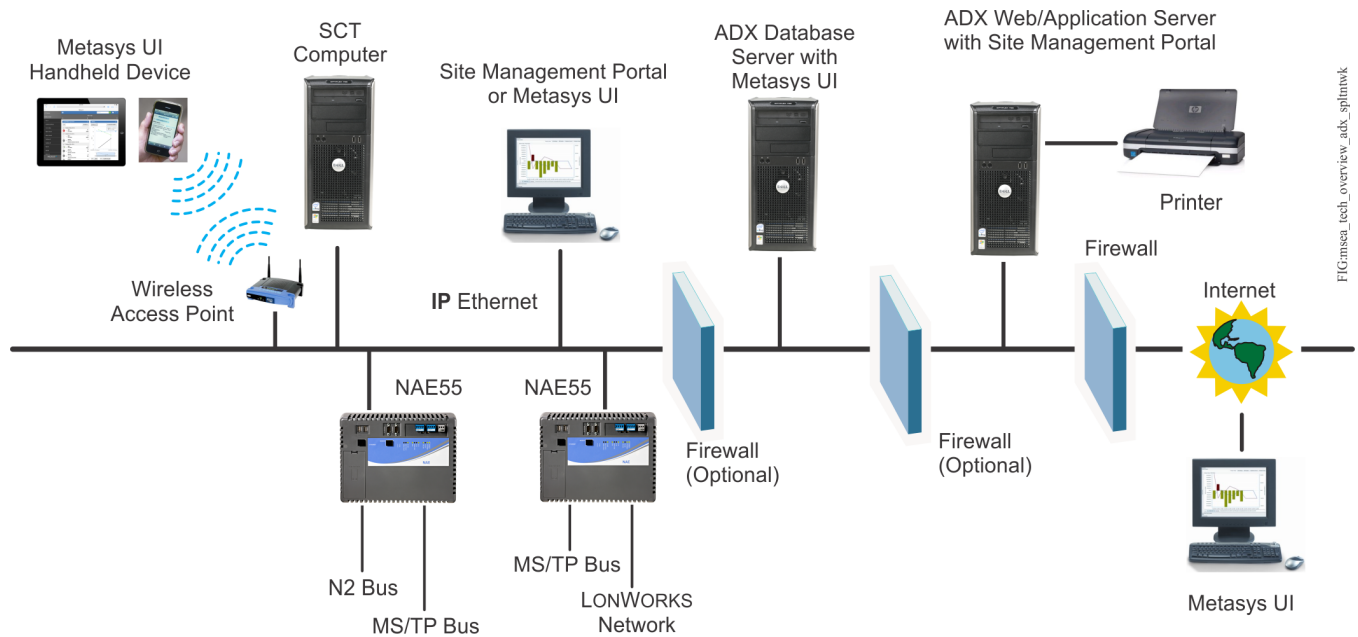 Metasys UI
Handheld Device
SCT
Computer
Site Management Portal
or Metasys UI
ADX Database
Server with
Metasys UI
ADX Web/Application Server
with Site Management Portal
Printer
Firewall
Internet
FIG:msea_tech_overview_adx_spltntwk
Wireless
Access Point
IP Ethernet
NAE55
NAE55
Firewall
(Optional)
Firewall
(Optional)
N2 Bus
MS/TP Bus
MS/TP Bus
LONWORKS
Network
Metasys UI